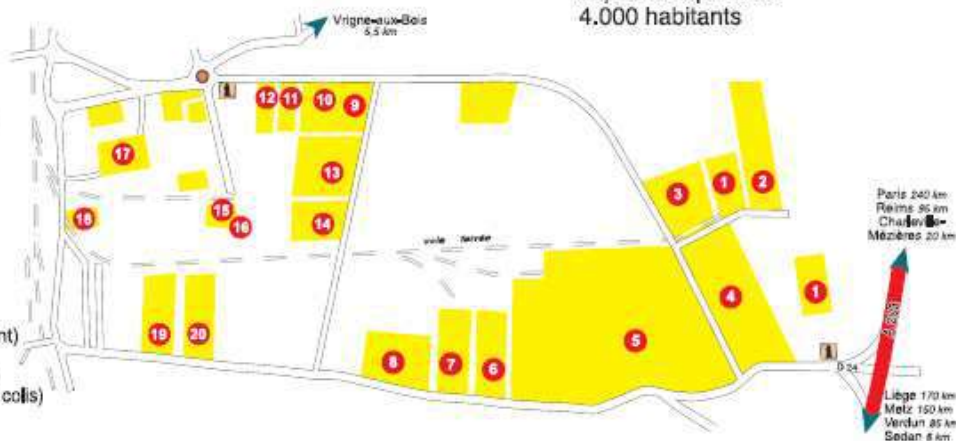 4.000 habitants
Vrigne-aux-Bois
5,5 km
12
11
10
9
17
13
3
1
2
18
15
16
14
voie ferrée
Paris 240 km
Reims 95 km
Charleville-
Mézières 20 km
4
1
19
20
5
8
7
6
D 24
Liège 170 km
Metz 150 km
Verdun 85 km
Sedan 6 km
colis)